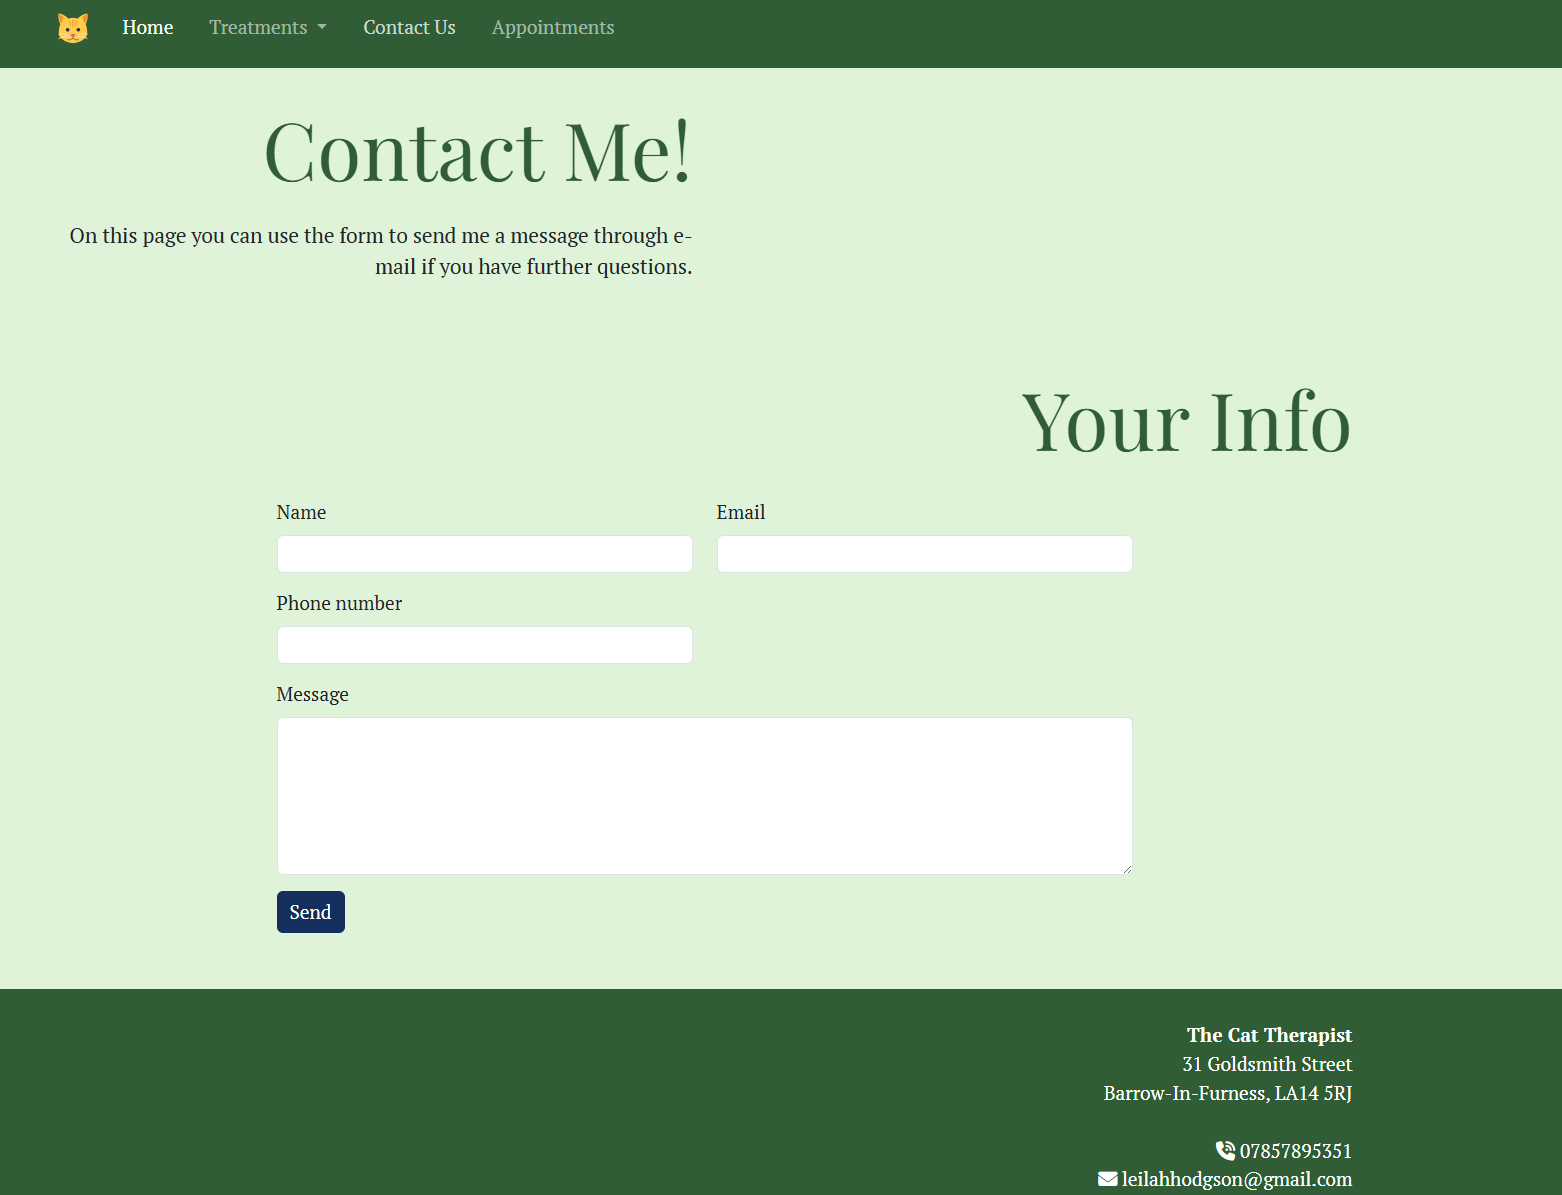 Home Treatments Contact Us Appointments
Contact Me!
On this page you can use the form to send me a message through e-
mail if you have further questions.
Your Info
Name Email
Phone number
Message
Send
The Cat Therapist
31 Goldsmith Street
Barrow-In-Furness, LA14 5RJ
07857895351
leilahhodgson@gmail.com